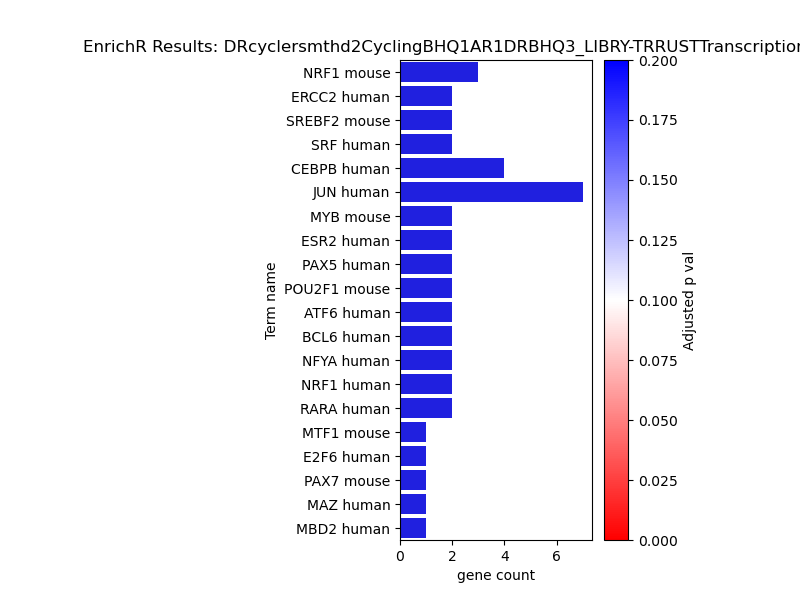 EnrichR Results: DRcyclersmthd2CyclingBHQ1AR1DRBHQ3_LIBRY-TRRUSTTranscription
NRF1 mouse
ERCC2 human
SREBF2 mouse
SRF human
CEBPB human
JUN human
MYB mouse
ESR2 human
PAX5 human
POU2F1 mouse
ATF6 human
BCL6 human
NFYA human
NRF1 human
RARA human
MTF1 mouse
E2F6 human
PAX7 mouse
MAZ human
MBD2 human
Term name
0 2 4 6
gene count
0.200
0.175
0.150
0.125
0.100
0.075
0.050
0.025
0.000
Adjusted p val